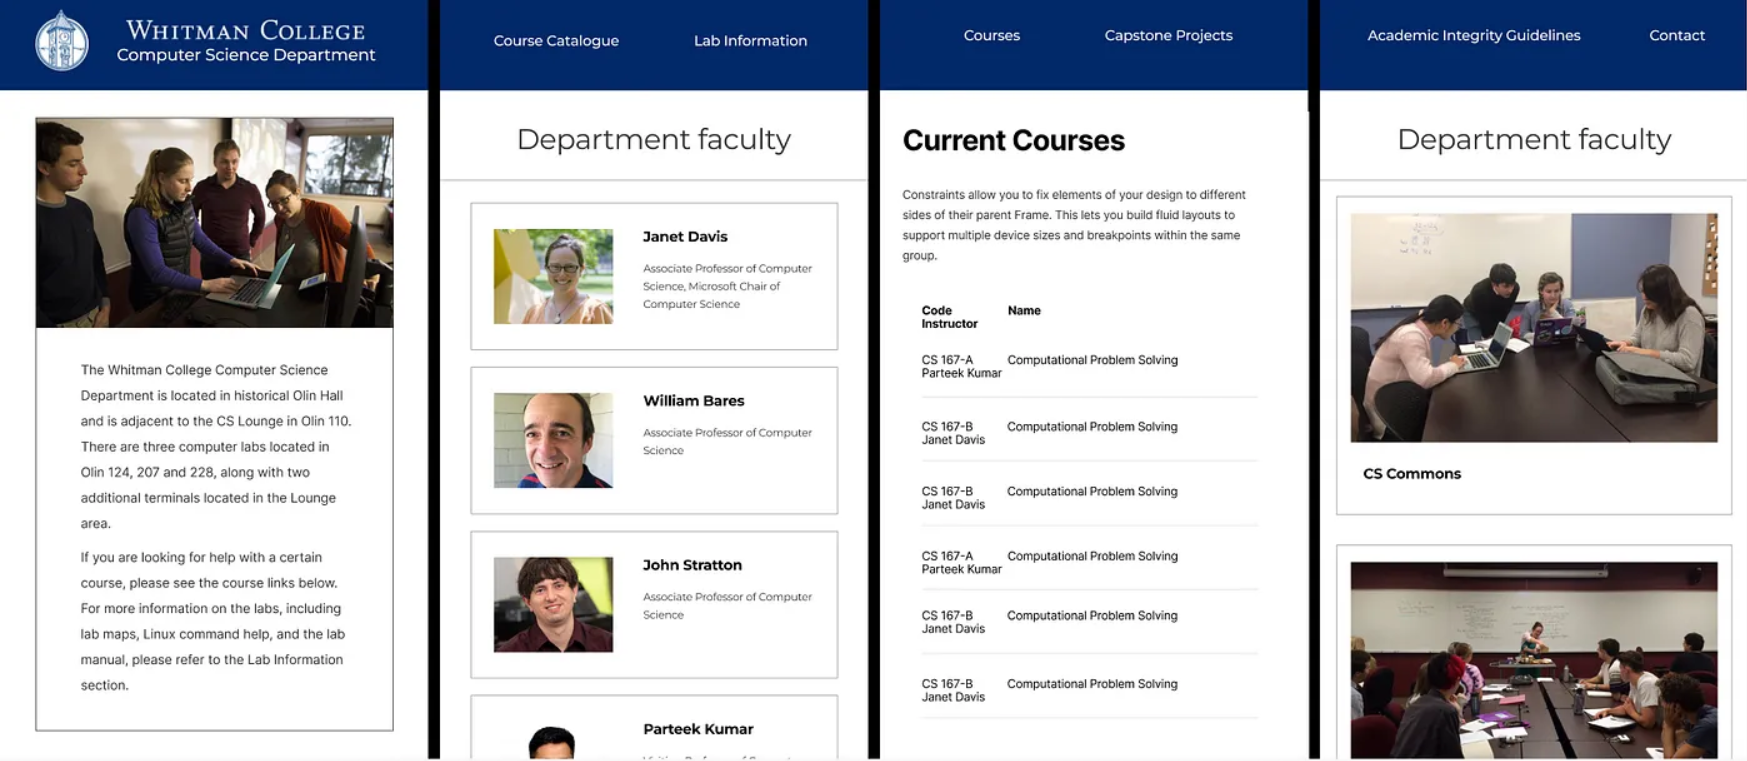 WHITMAN COLLEGE
Computer Science Department
The Whitman College Computer Science
Department is located in historical Olin Hall
and is adjacent to the CS Lounge in Olin 110.
There are three computer labs located in
Olin 124, 207 and 228, along with two
additional terminals located in the Lounge
area.
If you are looking for help with a certain
course, please see the course links below.
For more information on the labs, including
lab maps, Linux command help, and the lab
manual, please refer to the Lab Information
section.
Course Catalogue
Lab Information
Department faculty
Janet Davis
Associate Professor of Computer
Science, Microsoft Chair of
Computer Science
William Bares
Associate Professor of Computer
Science
John Stratton
Associate Professor of Computer
Science
Parteek Kumar
Courses
Capstone Projects
Current Courses
Constraints allow you to fix elements of your design to different
sides of their parent Frame. This lets you build fluid layouts to
support multiple device sizes and breakpoints within the same
group.
Code Name
Instructor
CS 167-A Computational Problem Solving
Parteek Kumar
CS 167-B Computational Problem Solving
Janet Davis
CS 167-B Computational Problem Solving
Janet Davis
CS 167-A Computational Problem Solving
Parteek Kumar
CS 167-B Computational Problem Solving
Janet Davis
CS 167-B Computational Problem Solving
Janet Davis
Academic Integrity Guidelines
Contact
Department faculty
CS Commons